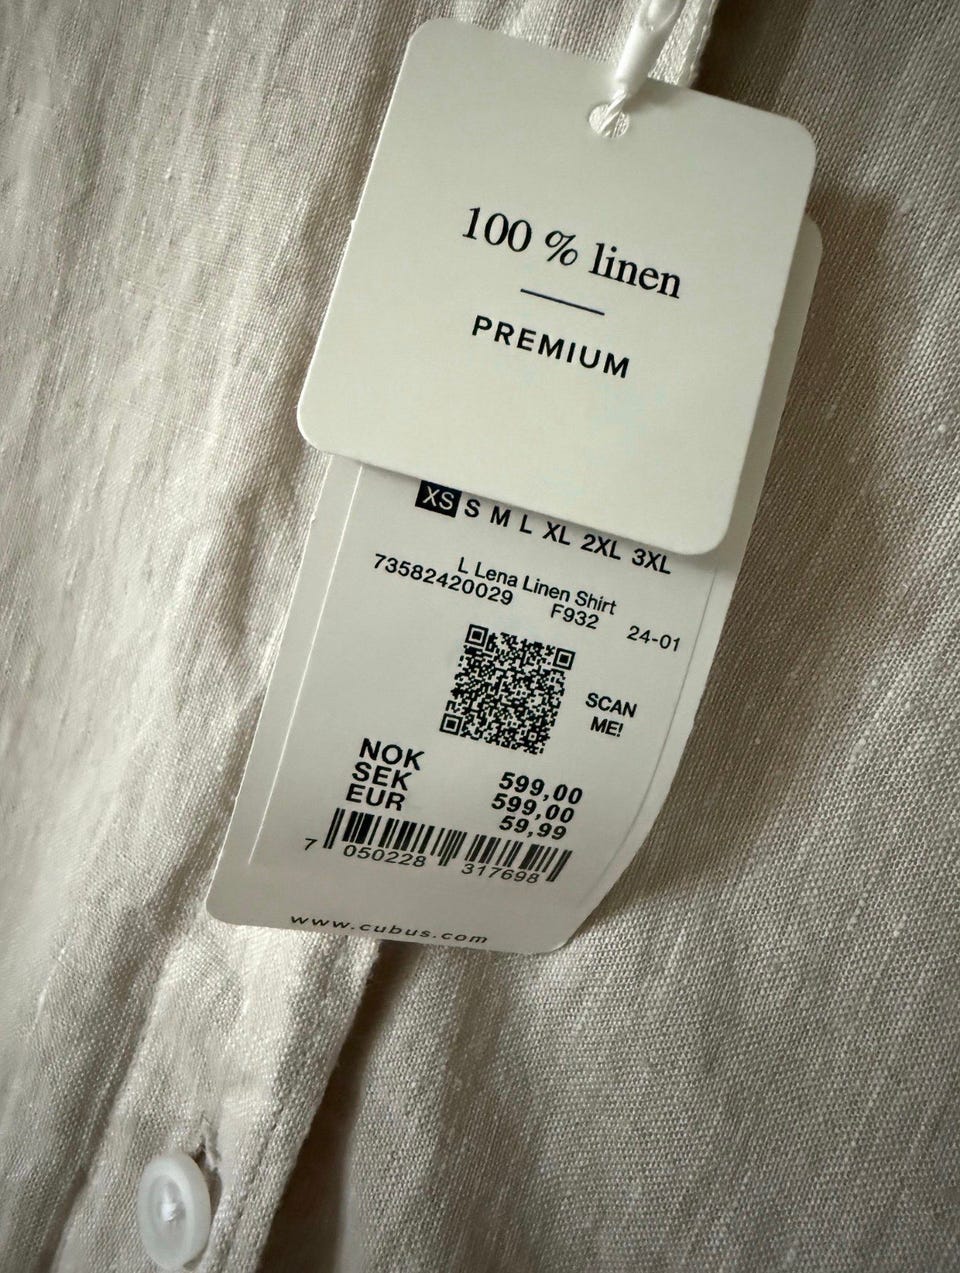 100 % linen
PREMIUM
XS S M L XL 2XL 3XL
L Lena Linen Shirt
73582420029 F932 24-01
SCAN
ME!
NOK 599,00
SEK 599,00
EUR 59,99
7 050228 317698
www.cubus.com